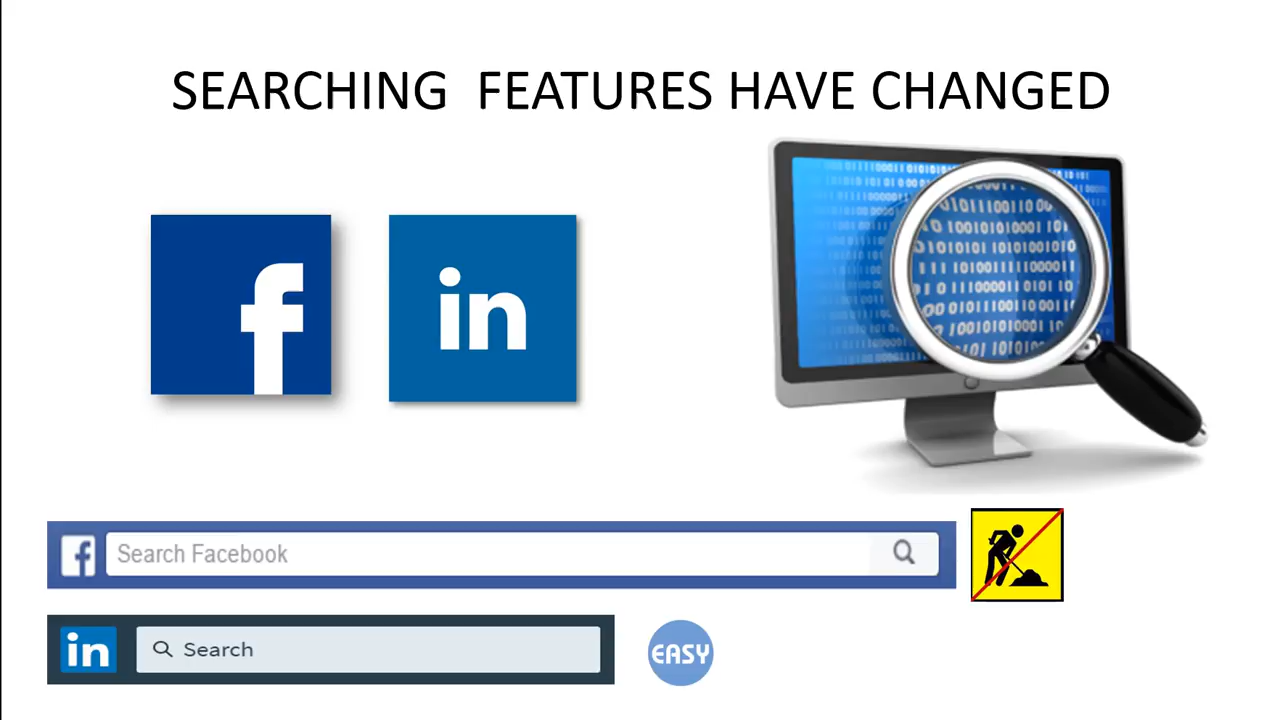 SEARCHING FEATURES HAVE CHANGED
f
in
f Search Facebook
in Search
EASY